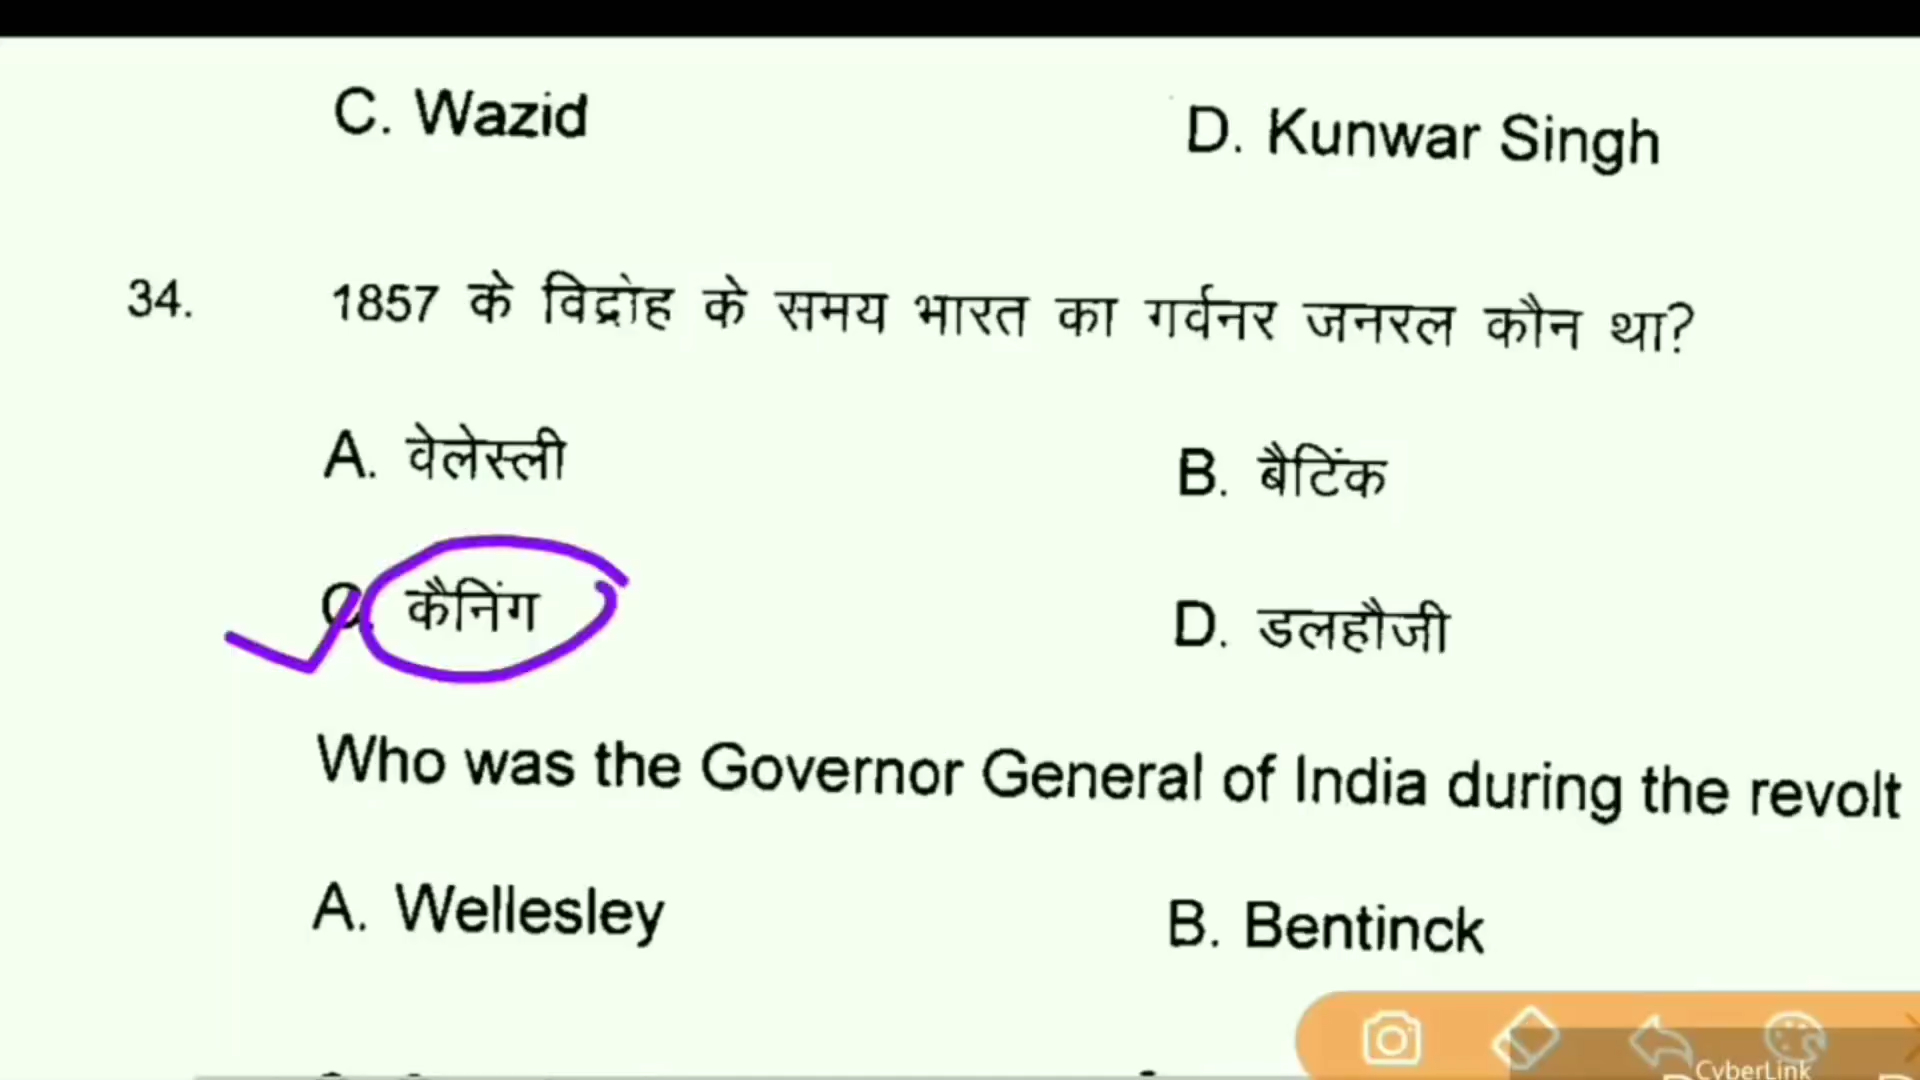 C. Wazid D. Kunwar Singh
34. 1857 के विद्रोह के समय भारत का गर्वनर जनरल कौन था?
A. वेलेस्ली B. बैटिंक
C. कैनिंग D. डलहौजी
Who was the Governor General of India during the revolt
A. Wellesley B. Bentinck
CyberLink